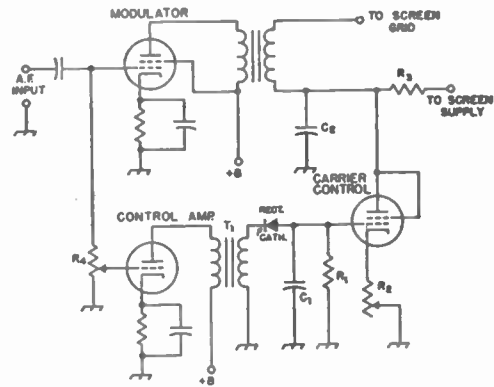 MODULATOR
TO SCREEN
GRID
A.F.
INPUT
R3
TO SCREEN
SUPPLY
C2
+B
CARRIER
CONTROL
CONTROL AMP.
T1
RECT.
CATH.
R4
C1
R1
R2
+B